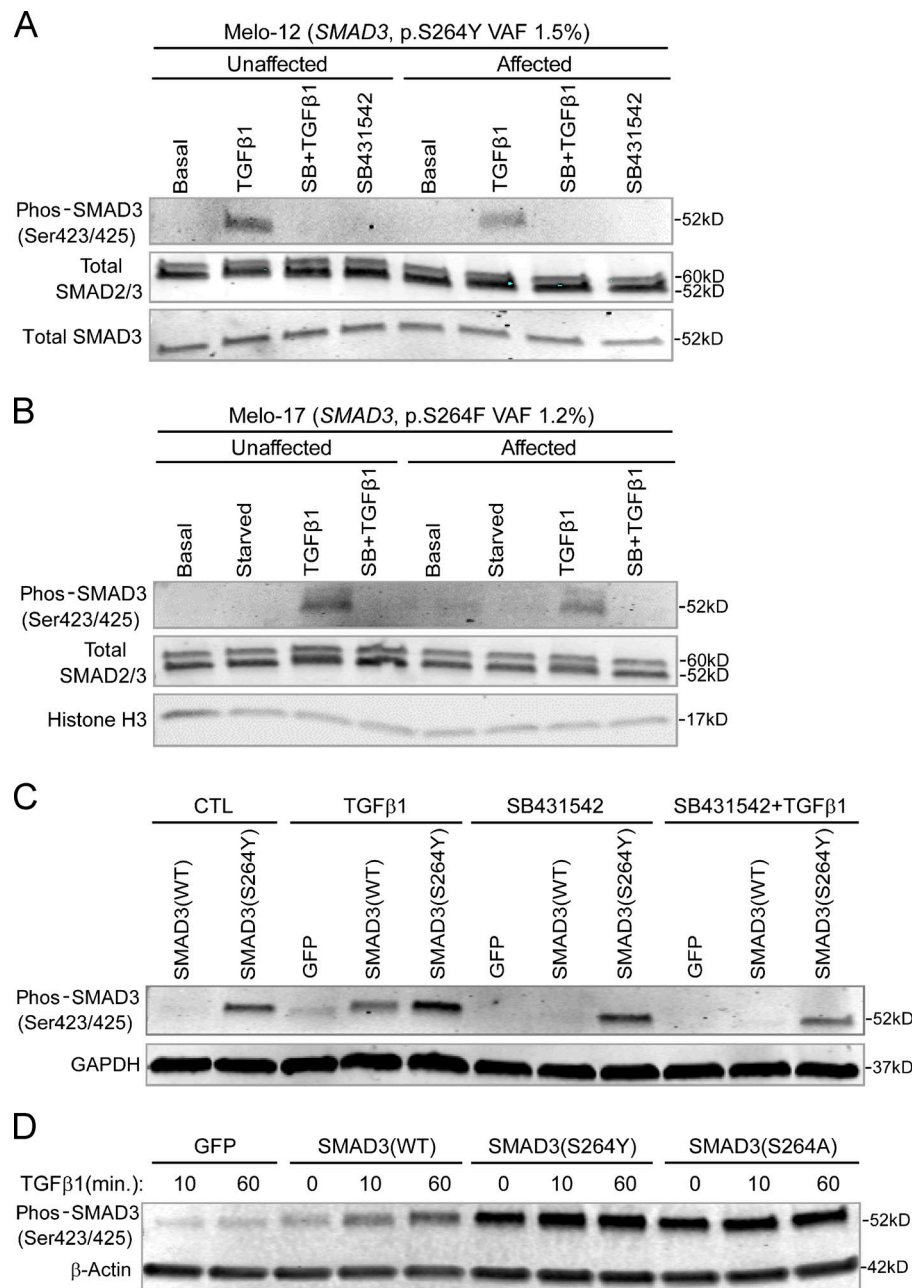 A
Melo-12 (SMAD3, p.S264Y VAF 1.5%)
Unaffected Affected
Basal TGFβ1 SB+TGFβ1 SB431542 Basal TGFβ1 SB+TGFβ1 SB431542
Phos-SMAD3
(Ser423/425)
-52kD
Total
SMAD2/3
-60kD
-52kD
Total SMAD3 -52kD
B
Melo-17 (SMAD3, p.S264F VAF 1.2%)
Unaffected Affected
Basal Starved TGFβ1 SB+TGFβ1 Basal Starved TGFβ1 SB+TGFβ1
Phos-SMAD3
(Ser423/425)
-52kD
Total
SMAD2/3
-60kD
-52kD
Histone H3 -17kD
C
CTL TGFβ1 SB431542 SB431542+TGFβ1
SMAD3(WT) SMAD3(S264Y) GFP SMAD3(WT) SMAD3(S264Y) GFP SMAD3(WT) SMAD3(S264Y) GFP SMAD3(WT) SMAD3(S264Y)
Phos-SMAD3
(Ser423/425)
-52kD
GAPDH -37kD
D
GFP SMAD3(WT) SMAD3(S264Y) SMAD3(S264A)
TGFβ1(min.): 10 60 0 10 60 0 10 60 0 10 60
Phos-SMAD3
(Ser423/425)
-52kD
β-Actin -42kD